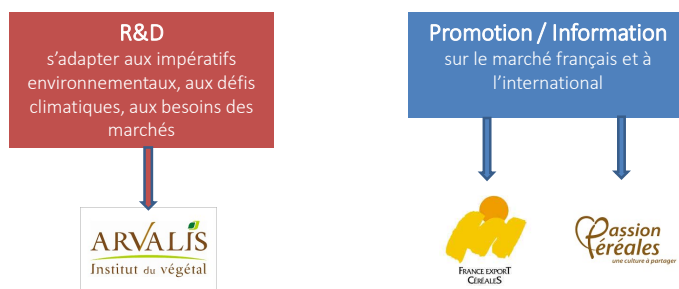 R&D
s’adapter aux impératifs
environnementaux, aux défis
climatiques, aux besoins des
marchés
Promotion / Information
sur le marché français et à
l’international
ARVALIS
Institut du végétal
FRANCE EXPORT
CÉRÉALES
Passion
Céréales
une culture à partager